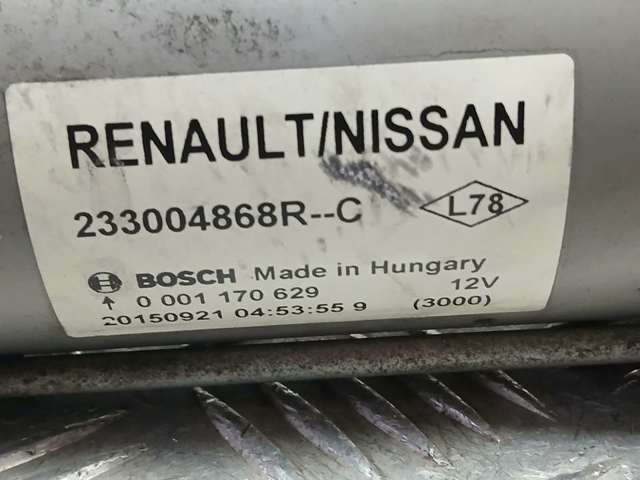 RENAULT/NISSAN
233004868R--C
L78
BOSCH Made in Hungary
0 001 170 629 12V
20150921 04:53:55 9 (3000)